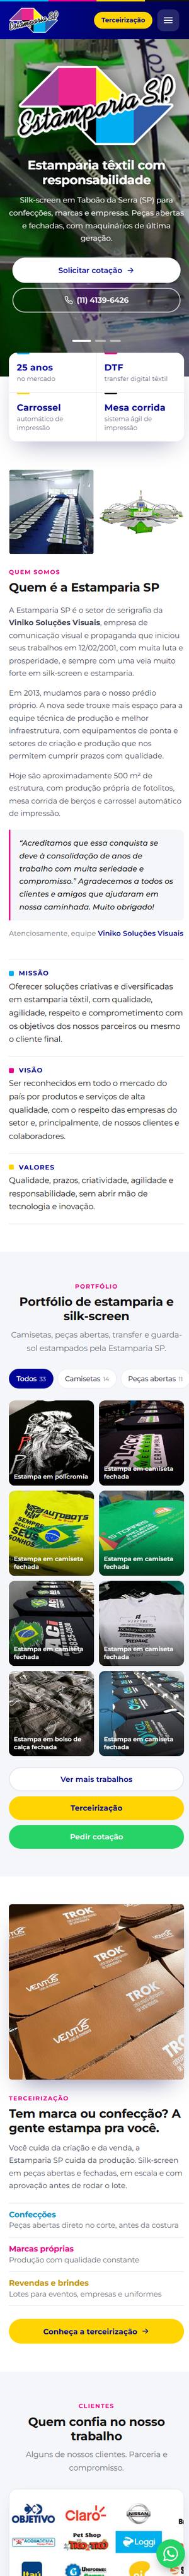 ESTAMPARIA SP
Terceirização
ESTAMPARIA SP
Estamparia têxtil com
responsabilidade
Silk-screen em Taboão da Serra (SP) para
confecções, marcas e empresas. Peças abertas
e fechadas, com maquinários de última
geração.
Solicitar cotação →
(11) 4139-6426
25 anos
no mercado
DTF
transfer digital têxtil
Carrossel
automático de
impressão
Mesa corrida
sistema ágil de
impressão
QUEM SOMOS
Quem é a Estamparia SP
A Estamparia SP é o setor de serigrafia da
Viniko Soluções Visuais, empresa de
comunicação visual e propaganda que iniciou
seus trabalhos em 12/02/2001, com muita luta e
prosperidade, e sempre com uma veia muito
forte em silk-screen e estamparia.
Em 2013, mudamos para o nosso prédio
próprio. A nova sede trouxe mais espaço para a
equipe técnica de produção e melhor
infraestrutura, com equipamentos de ponta e
setores de criação e produção que nos
permitem cumprir prazos com qualidade.
Hoje são aproximadamente 500 m² de
estrutura, com produção própria de fotolitos,
mesa corrida de berços e carrossel automático
de impressão.
“Acreditamos que essa conquista se
deve à consolidação de anos de
trabalho com muita seriedade e
compromisso.” Agradecemos a todos os
clientes e amigos que ajudaram em
nossa caminhada. Muito obrigado!
Atenciosamente, equipe Viniko Soluções Visuais
MISSÃO
Oferecer soluções criativas e diversificadas
em estamparia têxtil, com qualidade,
agilidade, respeito e comprometimento com
os objetivos dos nossos parceiros ou mesmo
o cliente final.
VISÃO
Ser reconhecidos em todo o mercado do
país por produtos e serviços de alta
qualidade, com o respeito das empresas do
setor e, principalmente, de nossos clientes e
colaboradores.
VALORES
Qualidade, prazos, criatividade, agilidade e
responsabilidade, sem abrir mão de
tecnologia e inovação.
PORTFÓLIO
Portfólio de estamparia e
silk-screen
Camisetas, peças abertas, transfer e guarda-
sol estampados pela Estamparia SP.
Todos 33
Camisetas 14
Peças abertas 11
Estampa em policromia
Estampa em camiseta
fechada
Estampa em camiseta
fechada
Estampa em camiseta
fechada
Estampa em camiseta
fechada
Estampa em camiseta
fechada
Estampa em bolso de
calça fechada
Estampa em camiseta
fechada
Ver mais trabalhos
Terceirização
Pedir cotação
TROK
VENTUS
TROK
VENTUS
TERCEIRIZAÇÃO
Tem marca ou confecção? A
gente estampa pra você.
Você cuida da criação e da venda, a
Estamparia SP cuida da produção. Silk-screen
em peças abertas e fechadas, em escala e com
aprovação antes de rodar o lote.
Confecções
Peças abertas direto no corte, antes da costura
Marcas próprias
Produção com qualidade constante
Revendas e brindes
Lotes para eventos, empresas e uniformes
Conheça a terceirização →
CLIENTES
Quem confia no nosso
trabalho
Alguns de nossos clientes. Parceria e
compromisso.
OBJETIVO
Claro
NISSAN
Pet Shop
TROIKO
Loggi
Itaú